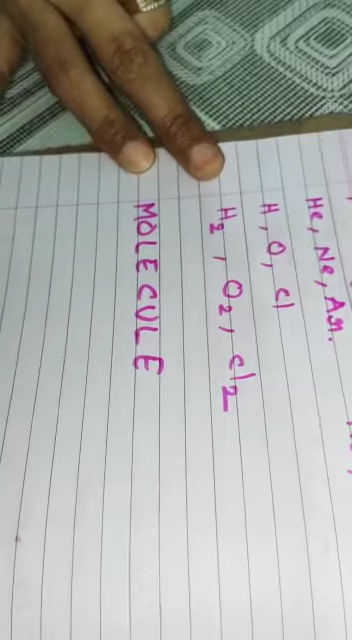 He, Ne, Ar.
H, O, Cl
H2, O2, Cl2
MOLECULE